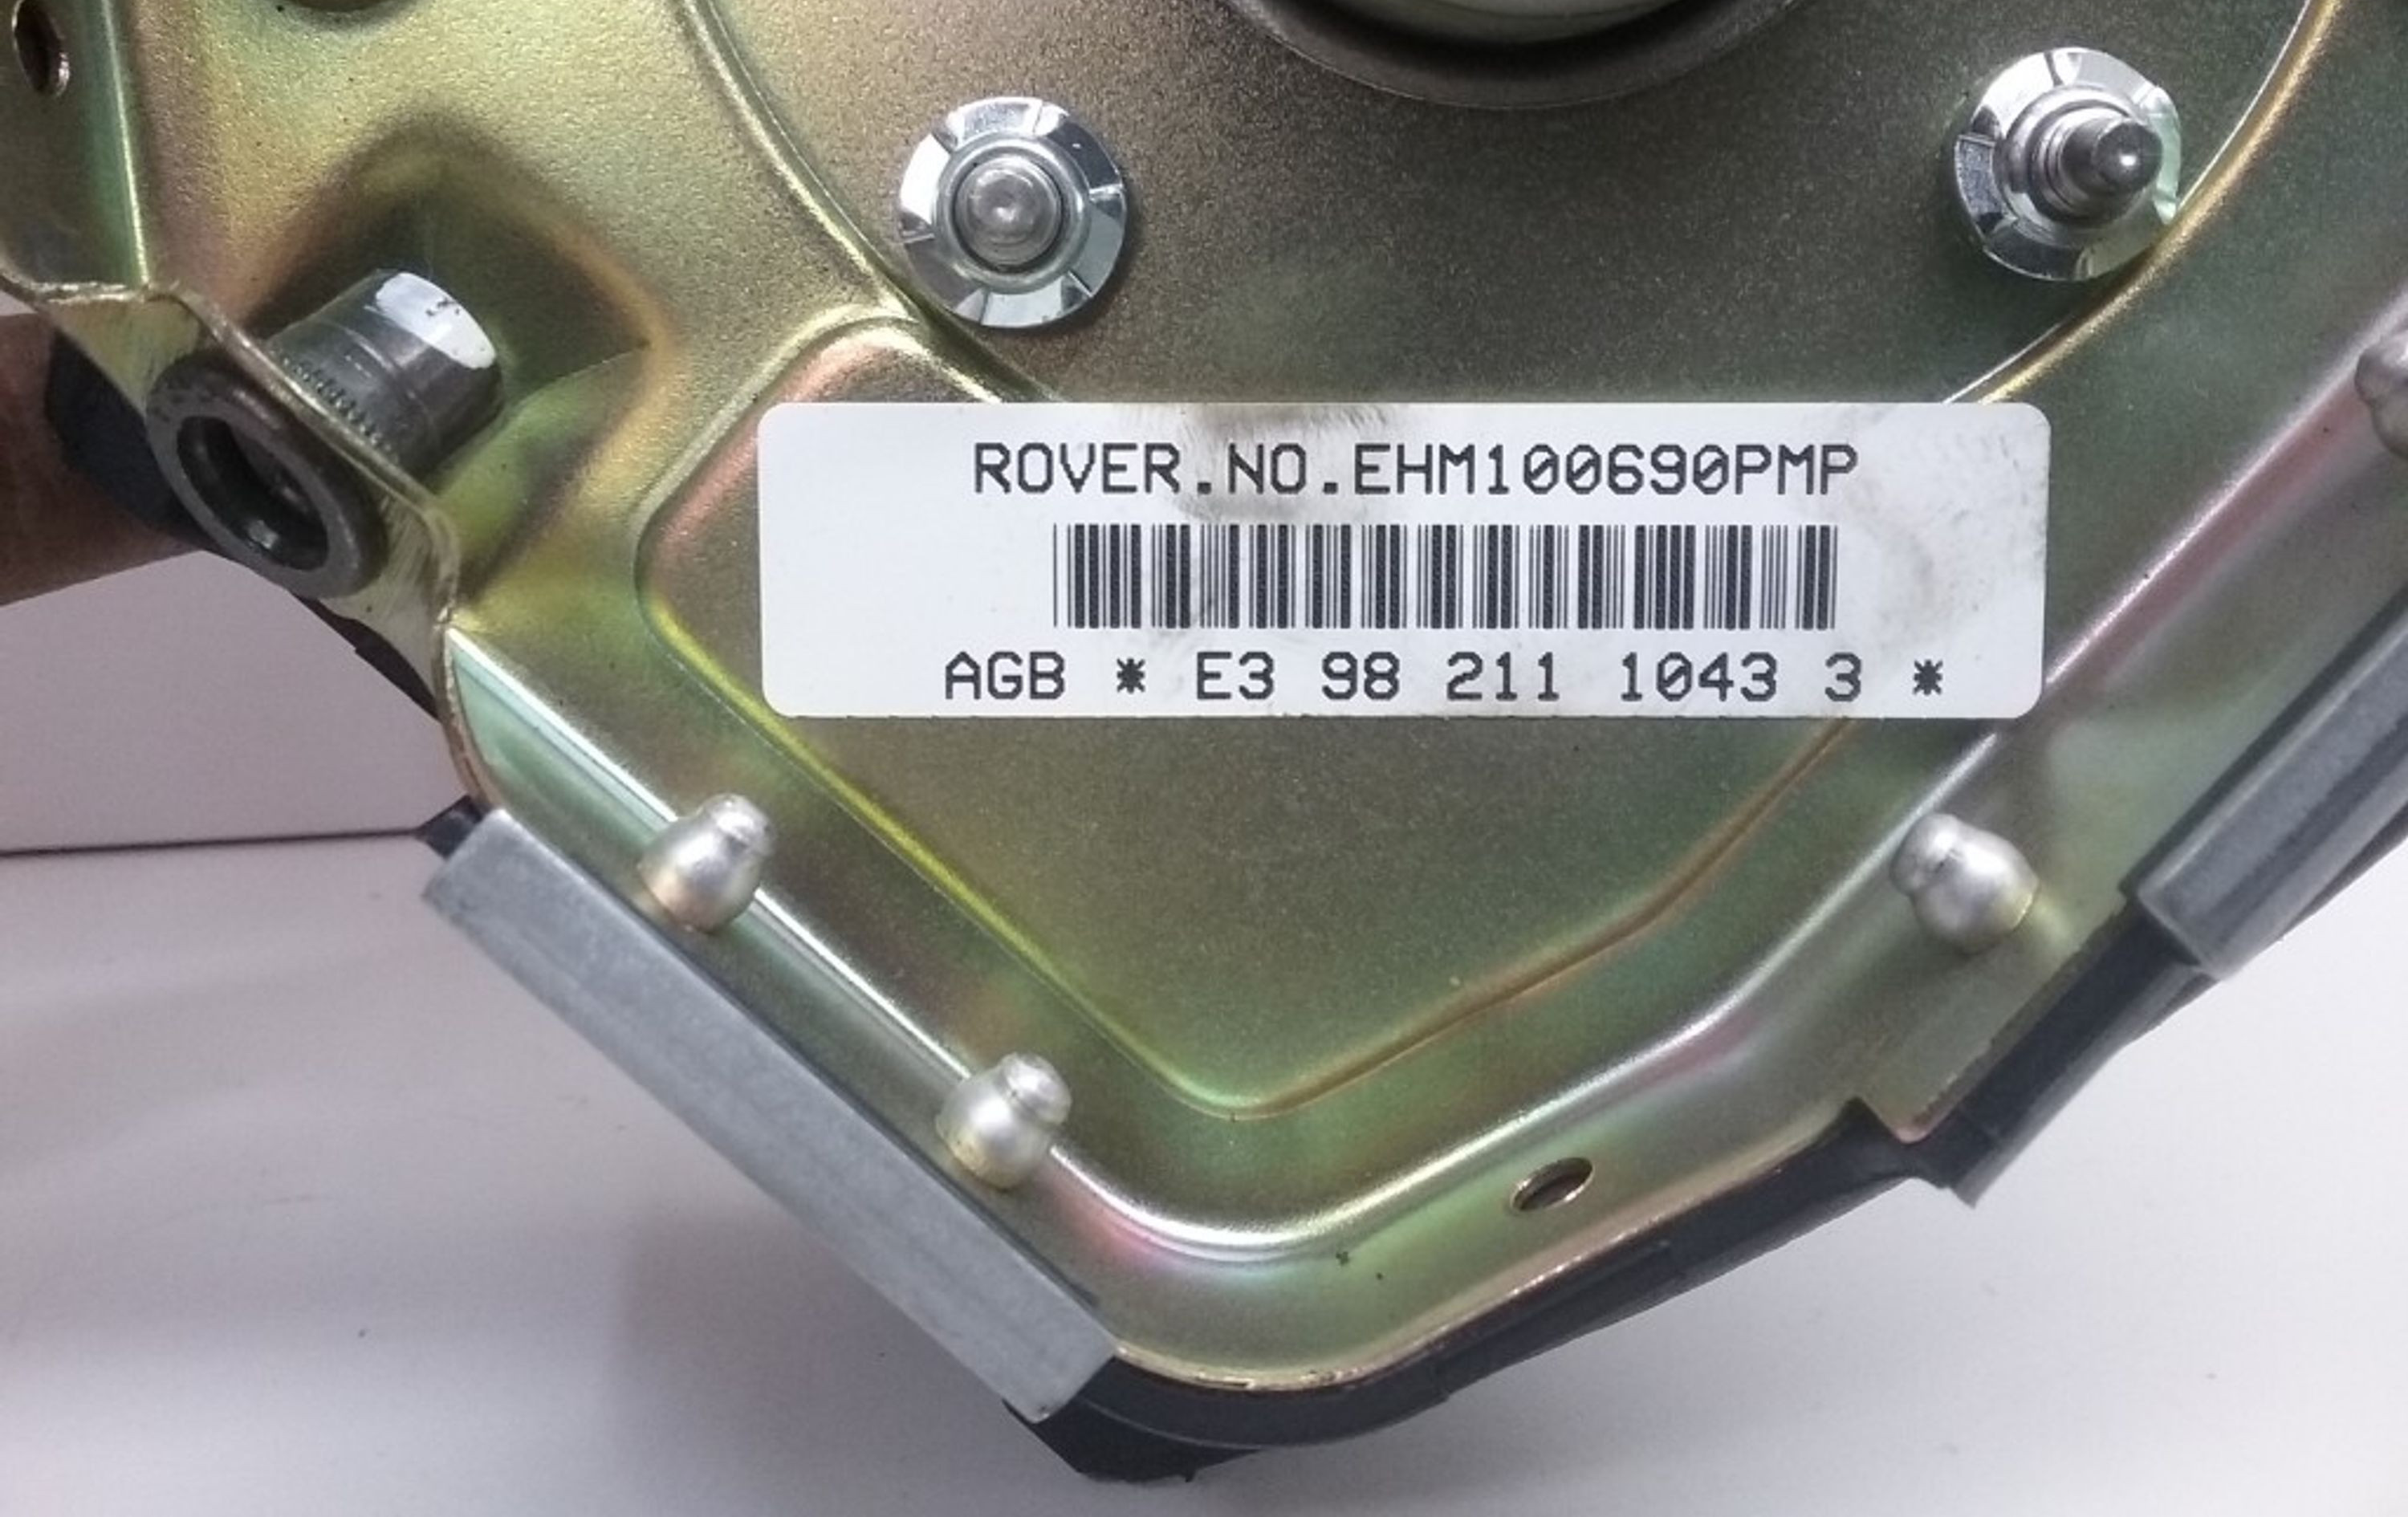 ROVER.NO.EHM100690PMP
AGB * E3 98 211 1043 3 *